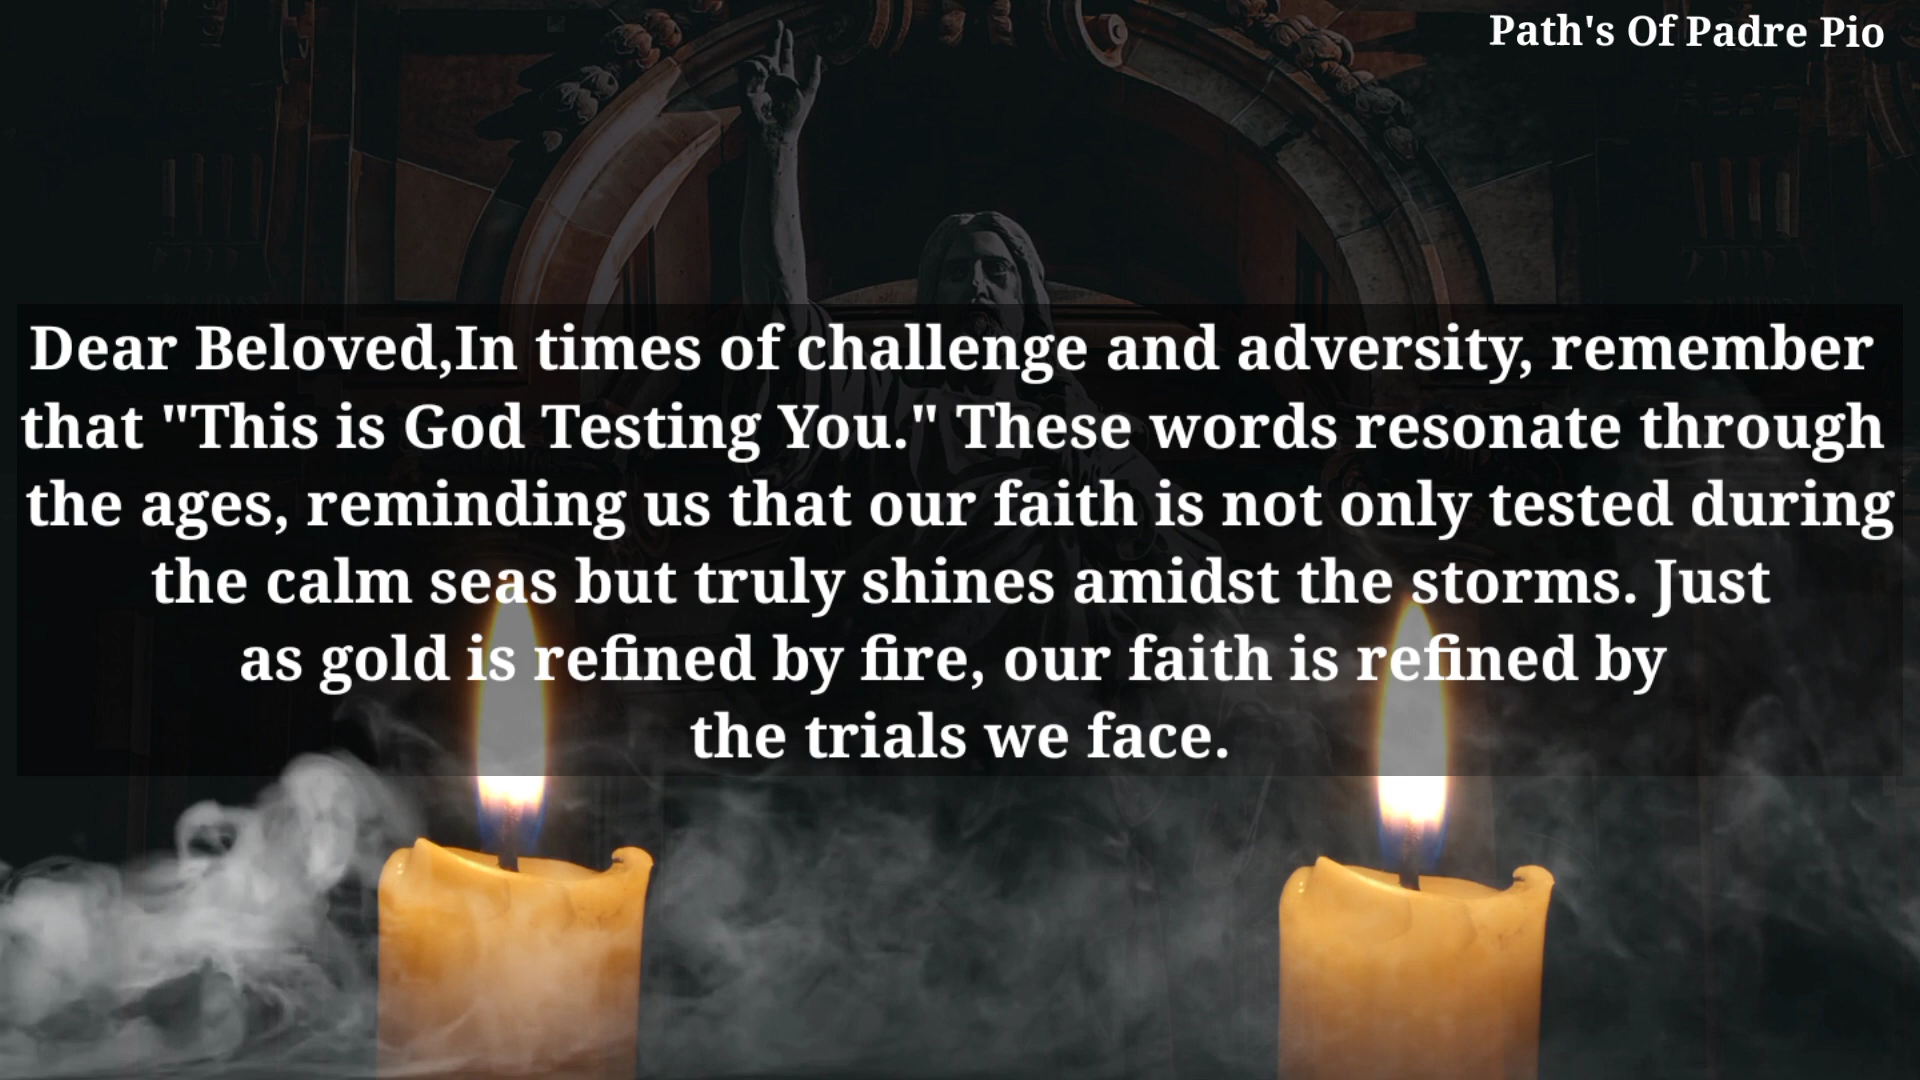 Path's Of Padre Pio
Dear Beloved,In times of challenge and adversity, remember
that "This is God Testing You." These words resonate through
the ages, reminding us that our faith is not only tested during
the calm seas but truly shines amidst the storms. Just
as gold is refined by fire, our faith is refined by
the trials we face.